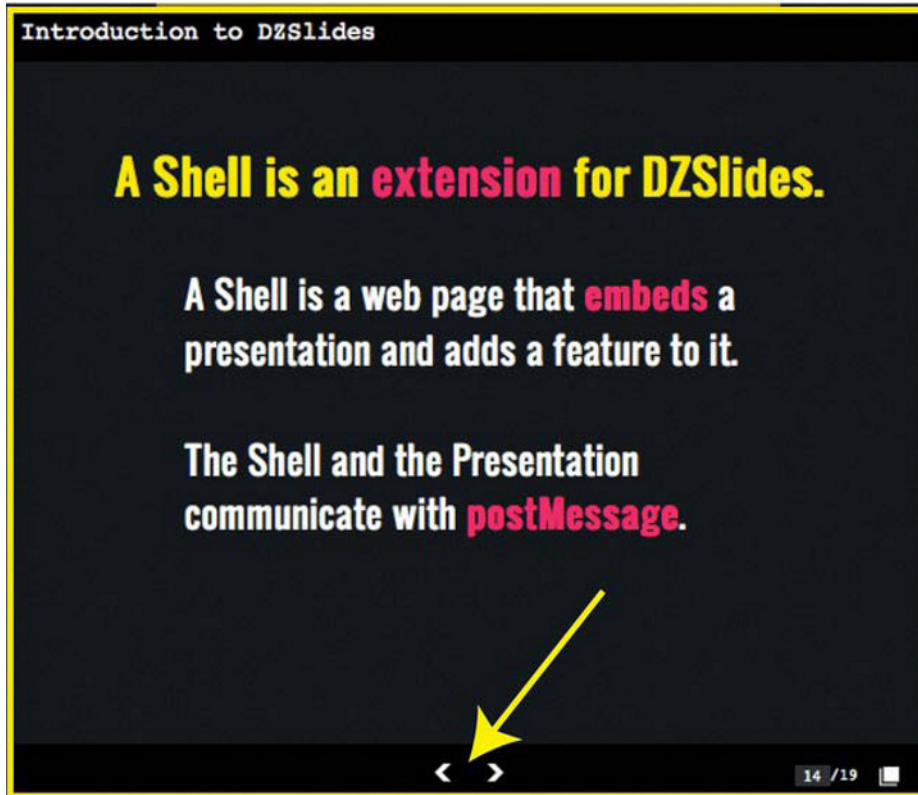 Introduction to DZSlides
A Shell is an extension for DZSlides.
A Shell is a web page that embeds a
presentation and adds a feature to it.
The Shell and the Presentation
communicate with postMessage.
14 /19